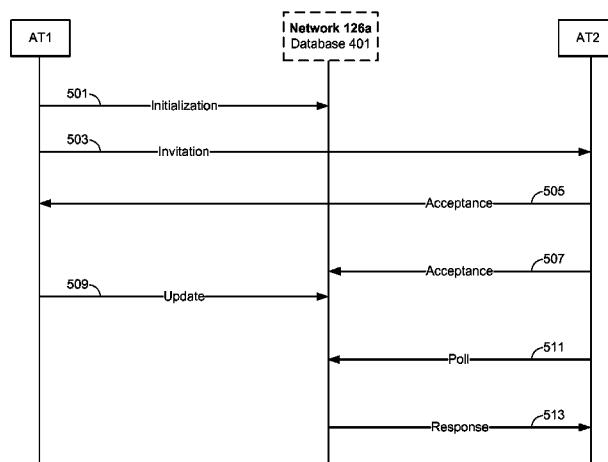 AT1
Network 126a
Database 401
AT2
501
Initialization
503
Invitation
505
Acceptance
507
Acceptance
509
Update
511
Poll
513
Response